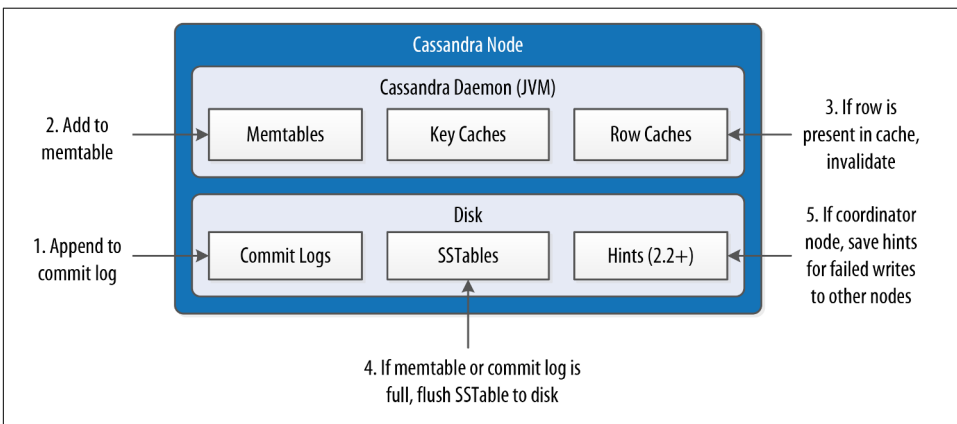 Cassandra Node
Cassandra Daemon (JVM)
Memtables
Key Caches
Row Caches
2. Add to
memtable
3. If row is
present in cache,
invalidate
Disk
Commit Logs
SSTables
Hints (2.2+)
1. Append to
commit log
5. If coordinator
node, save hints
for failed writes
to other nodes
4. If memtable or commit log is
full, flush SSTable to disk